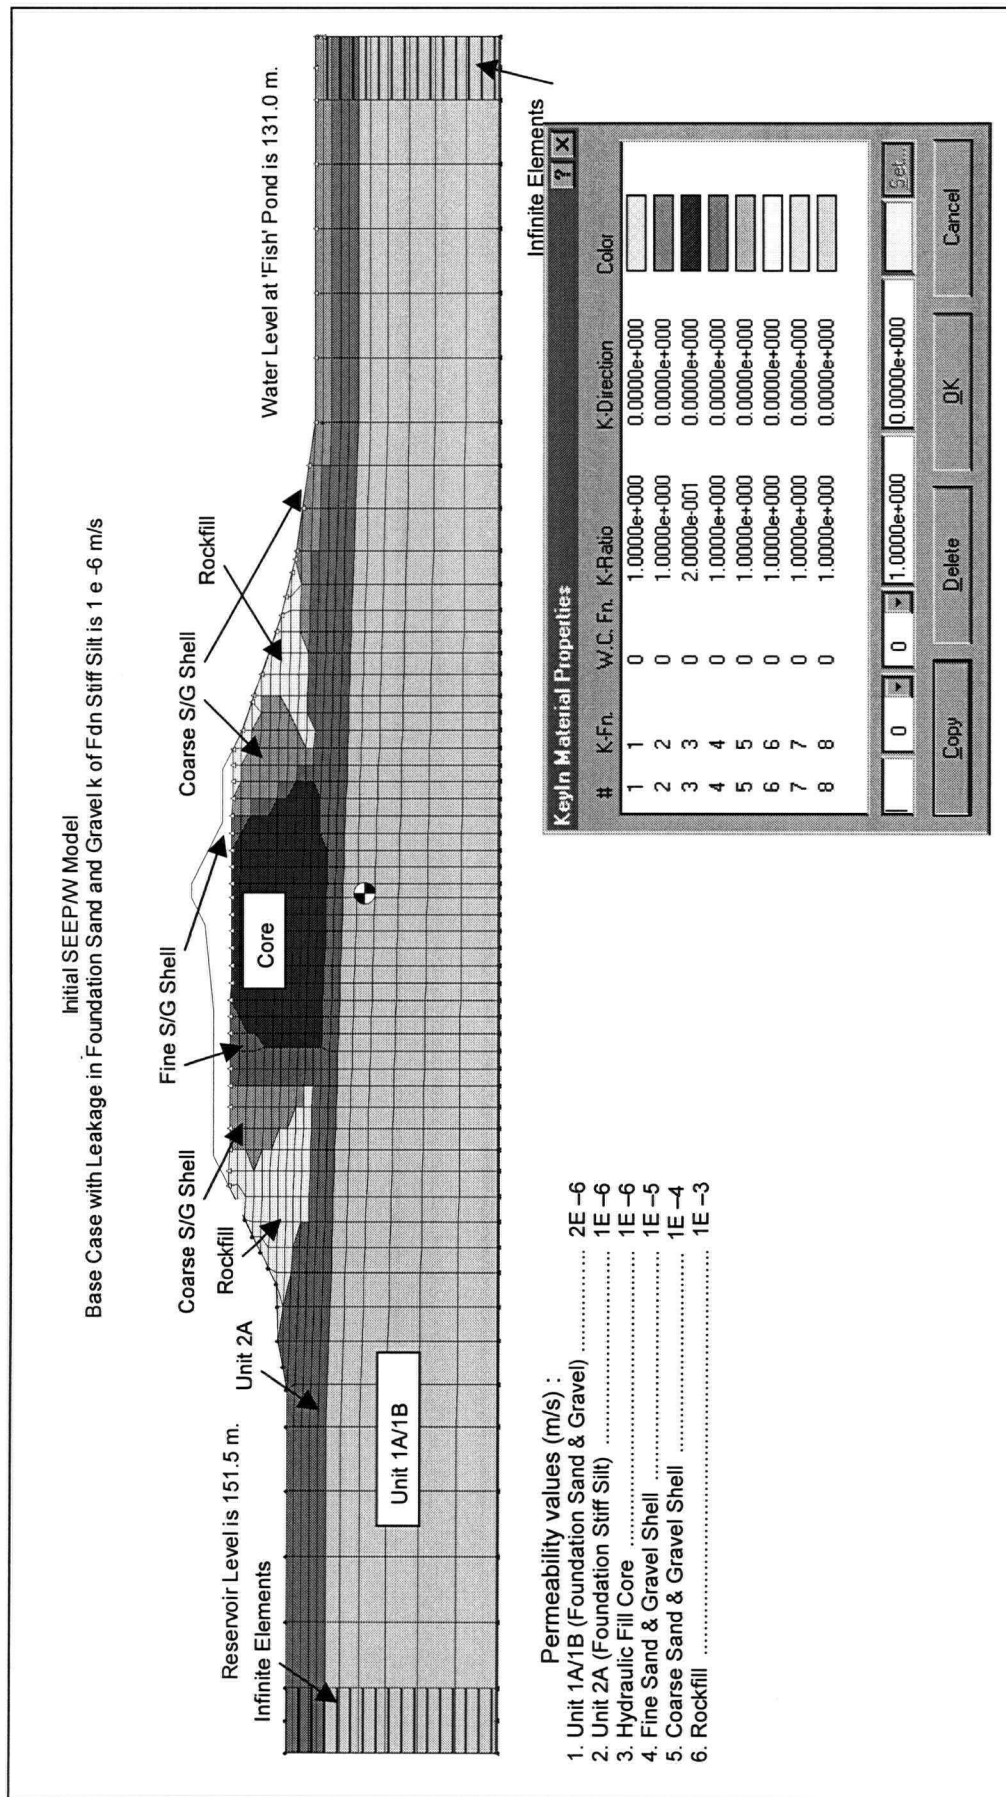 Initial SEEP/W Model
Base Case with Leakage in Foundation Sand and Gravel k of Fdn Stiff Silt is 1 e -6 m/s
Reservoir Level is 151.5 m.
Infinite Elements
Unit 2A
Rockfill
Coarse S/G Shell
Fine S/G Shell
Coarse S/G Shell
Rockfill
Water Level at 'Fish' Pond is 131.0 m.
Core
Unit 1A/1B
Infinite Elements
Permeability values (m/s) :
1. Unit 1A/1B (Foundation Sand & Gravel) ............... 2E –6
2. Unit 2A (Foundation Stiff Silt) ............................... 1E –6
3. Hydraulic Fill Core ................................................ 1E –6
4. Fine Sand & Gravel Shell ...................................... 1E –5
5. Coarse Sand & Gravel Shell ................................. 1E –4
6. Rockfill ................................................................ 1E –3
KeyIn Material Properties ? X
# K-Fn. W.C. Fn. K-Ratio K-Direction Color
1 1 0 1.0000e+000 0.0000e+000
2 2 0 1.0000e+000 0.0000e+000
3 3 0 2.0000e-001 0.0000e+000
4 4 0 1.0000e+000 0.0000e+000
5 5 0 1.0000e+000 0.0000e+000
6 6 0 1.0000e+000 0.0000e+000
7 7 0 1.0000e+000 0.0000e+000
8 8 0 1.0000e+000 0.0000e+000
0 0 1.0000e+000 0.0000e+000 Set...
Copy Delete OK Cancel